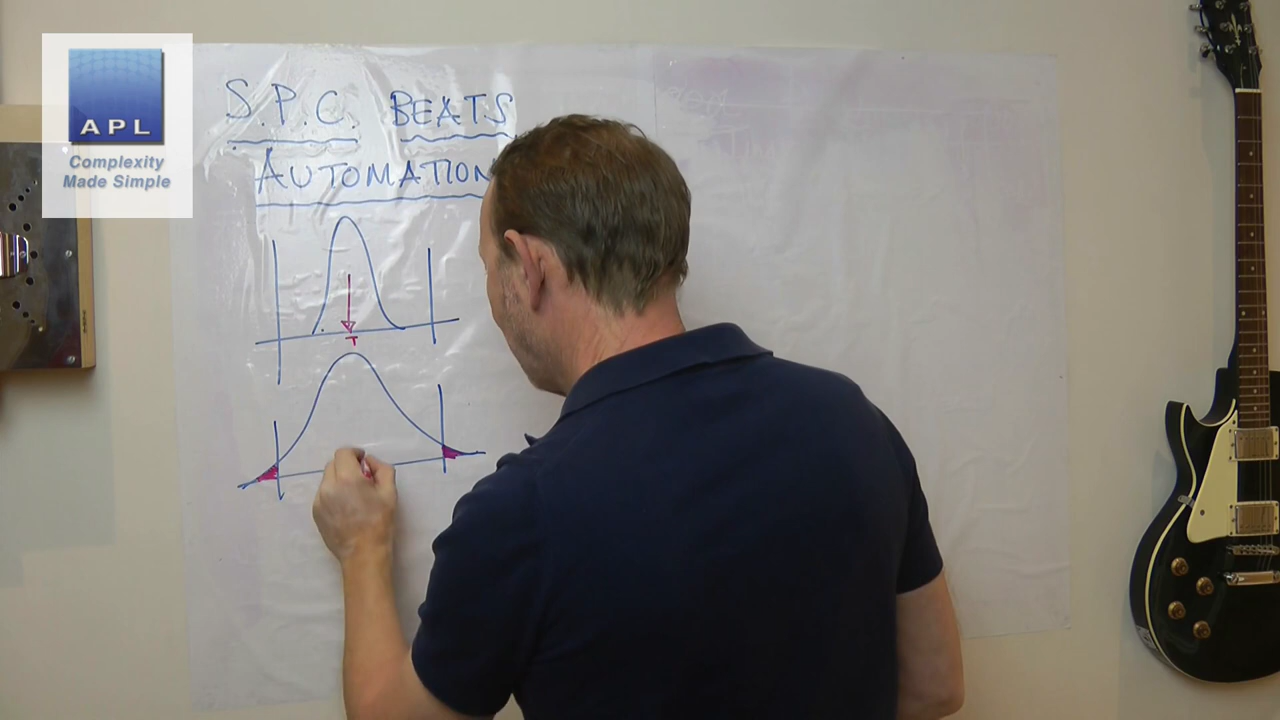 APL
Complexity
Made Simple
S.P.C. BEATS
AUTOMATION
T